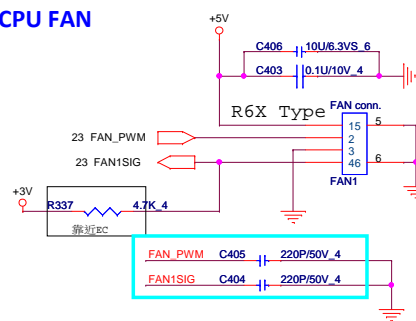 CPU FAN
+5V
C406 10U/6.3VS_6
C403 0.1U/10V_4
R6X Type FAN conn.
15 5
23 FAN_PWM 2
3
23 FAN1SIG 46 6
FAN1
+3V
R337 4.7K_4
靠近EC
FAN_PWM C405 220P/50V_4
FAN1SIG C404 220P/50V_4